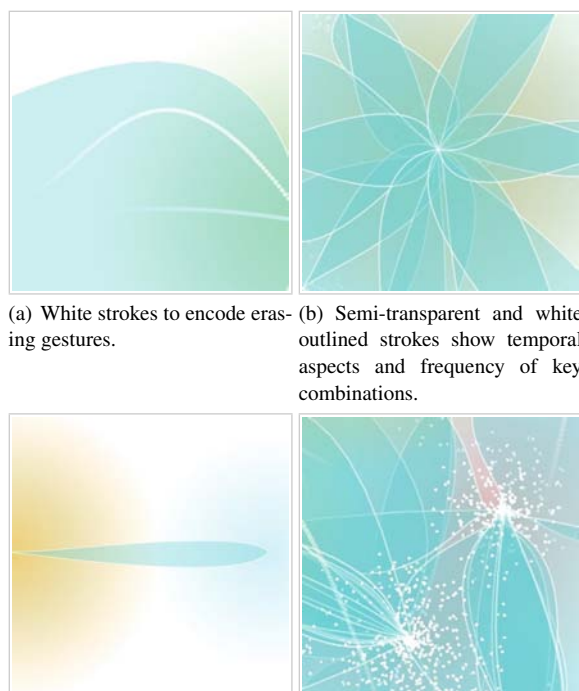 (a) White strokes to encode eras-
ing gestures.
(b) Semi-transparent and white
outlined strokes show temporal
aspects and frequency of key
combinations.